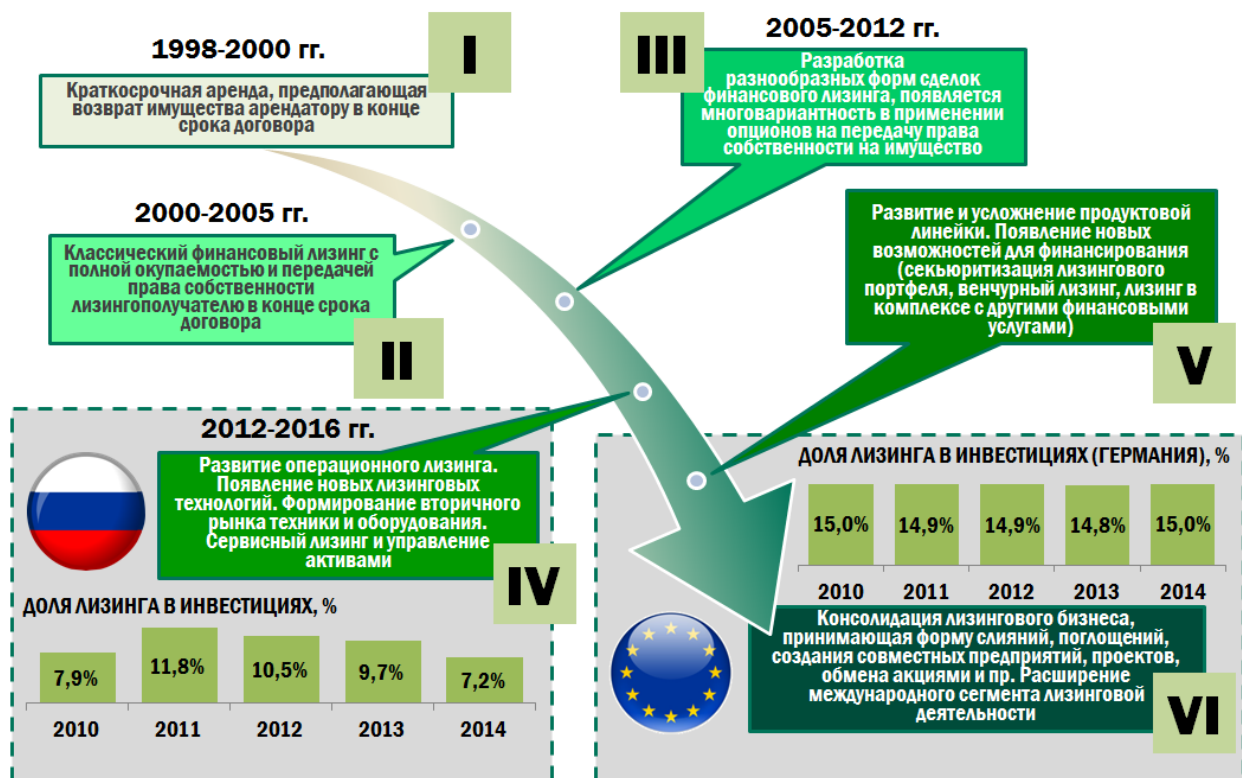 1998-2000 гг.
I
Краткосрочная аренда, предполагающая
возврат имущества арендатору в конце
срока договора
2000-2005 гг.
Классический финансовый лизинг с
полной окупаемостью и передачей
права собственности
лизингополучателю в конце срока
договора
II
III
2005-2012 гг.
Разработка
разнообразных форм сделок
финансового лизинга, появляется
многовариантность в применении
опционов на передачу права
собственности на имущество
2012-2016 гг.
Развитие операционного лизинга.
Появление новых лизинговых
технологий. Формирование вторичного
рынка техники и оборудования.
Сервисный лизинг и управление
активами
IV
ДОЛЯ ЛИЗИНГА В ИНВЕСТИЦИЯХ, %
7,9%
11,8%
10,5%
9,7%
7,2%
2010
2011
2012
2013
2014
Развитие и усложнение продуктовой
линейки. Появление новых
возможностей для финансирования
(секьюритизация лизингового
портфеля, венчурный лизинг, лизинг в
комплексе с другими финансовыми
услугами)
V
ДОЛЯ ЛИЗИНГА В ИНВЕСТИЦИЯХ (ГЕРМАНИЯ), %
15,0%
14,9%
14,9%
14,8%
15,0%
2010
2011
2012
2013
2014
Консолидация лизингового бизнеса,
принимающая форму слияний, поглощений,
создания совместных предприятий, проектов,
обмена акциями и пр. Расширение
международного сегмента лизинговой
деятельности
VI